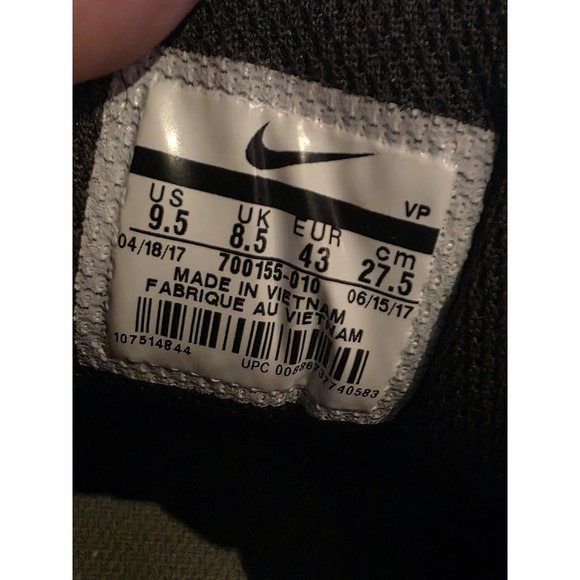 VP
US UK EUR cm
9.5 8.5 43 27.5
04/18/17 700155-010 06/15/17
MADE IN VIETNAM
FABRIQUE AU VIETNAM
107514844
UPC